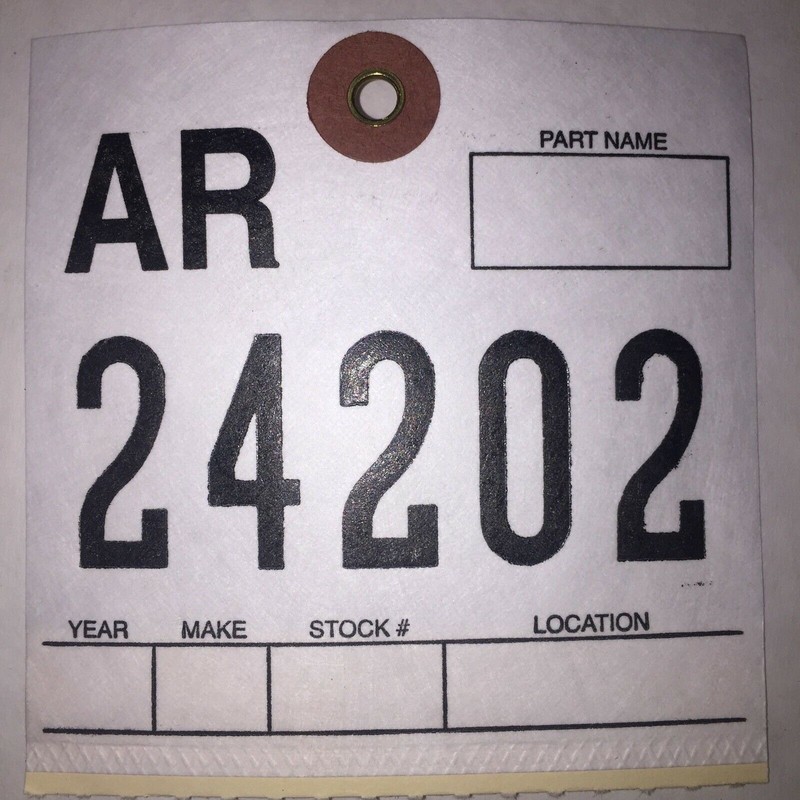 AR
PART NAME
24202
YEAR MAKE STOCK # LOCATION